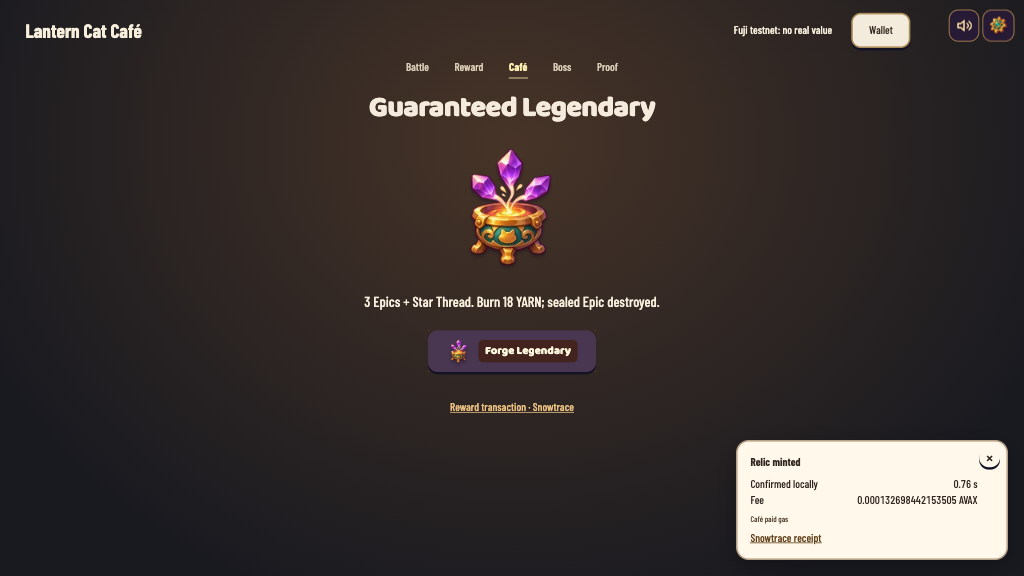 Lantern Cat Café
Fuji testnet: no real value
Wallet
Battle
Reward
Café
Boss
Proof
Guaranteed Legendary
3 Epics + Star Thread. Burn 18 YARN; sealed Epic destroyed.
Forge Legendary
Reward transaction · Snowtrace
Relic minted
×
Confirmed locally
0.76 s
Fee
0.000132698442153505 AVAX
Café paid gas
Snowtrace receipt